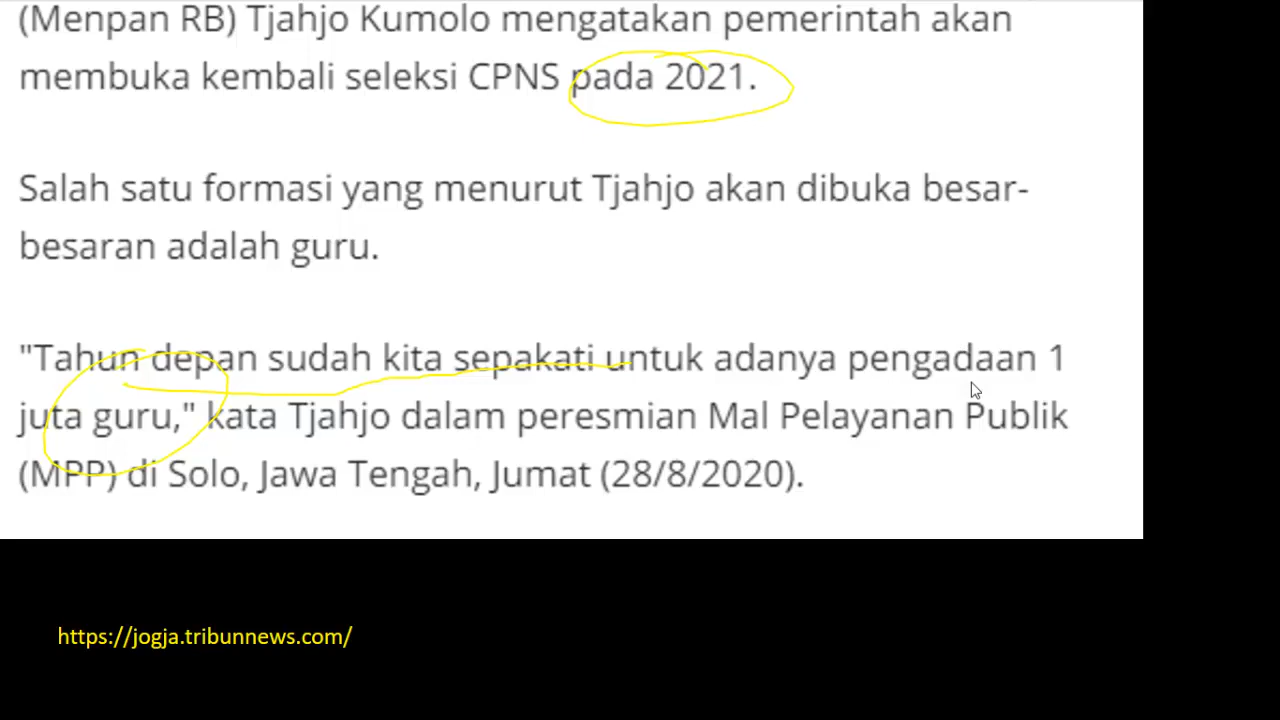 (Menpan RB) Tjahjo Kumolo mengatakan pemerintah akan
membuka kembali seleksi CPNS pada 2021.
Salah satu formasi yang menurut Tjahjo akan dibuka besar-
besaran adalah guru.
"Tahun depan sudah kita sepakati untuk adanya pengadaan 1
juta guru," kata Tjahjo dalam peresmian Mal Pelayanan Publik
(MPP) di Solo, Jawa Tengah, Jumat (28/8/2020).
https://jogja.tribunnews.com/